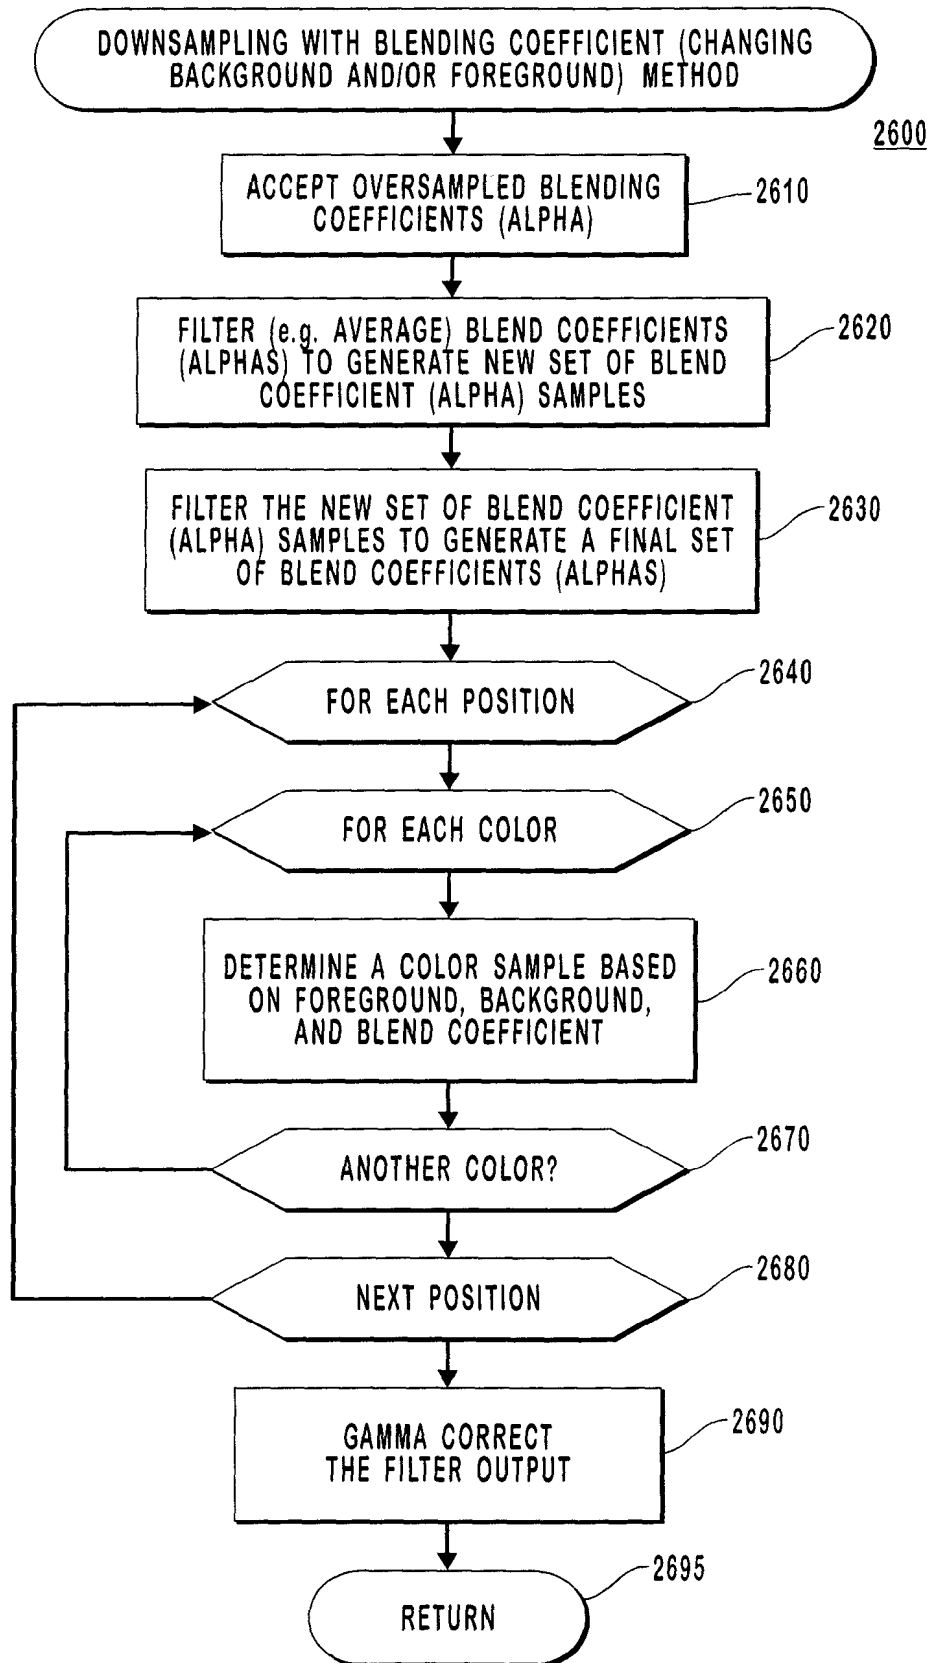 DOWNSAMPLING WITH BLENDING COEFFICIENT (CHANGING
BACKGROUND AND/OR FOREGROUND) METHOD
2600
ACCEPT OVERSAMPLED BLENDING
COEFFICIENTS (ALPHA)
2610
FILTER (e.g. AVERAGE) BLEND COEFFICIENTS
(ALPHAS) TO GENERATE NEW SET OF BLEND
COEFFICIENT (ALPHA) SAMPLES
2620
FILTER THE NEW SET OF BLEND COEFFICIENT
(ALPHA) SAMPLES TO GENERATE A FINAL SET
OF BLEND COEFFICIENTS (ALPHAS)
2630
FOR EACH POSITION
2640
FOR EACH COLOR
2650
DETERMINE A COLOR SAMPLE BASED
ON FOREGROUND, BACKGROUND,
AND BLEND COEFFICIENT
2660
ANOTHER COLOR?
2670
NEXT POSITION
2680
GAMMA CORRECT
THE FILTER OUTPUT
2690
RETURN
2695